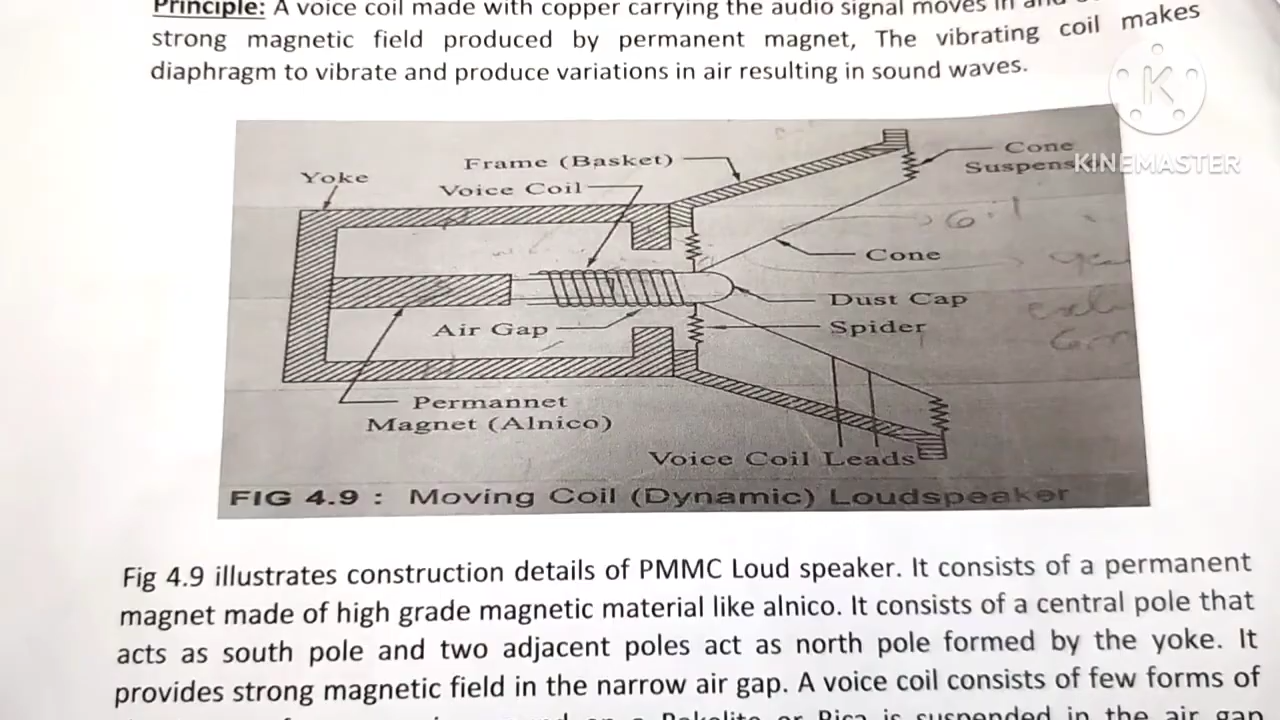 Principle: A voice coil made with copper carrying the audio signal moves in and
strong magnetic field produced by permanent magnet, The vibrating coil makes
diaphragm to vibrate and produce variations in air resulting in sound waves.
K
KINEMASTER
Cone
Suspens
Frame (Basket)
Yoke
Voice Coil
Cone
Dust Cap
Air Gap
Spider
Permannet
Magnet (Alnico)
Voice Coil Leads
FIG 4.9 : Moving Coil (Dynamic) Loudspeaker
Fig 4.9 illustrates construction details of PMMC Loud speaker. It consists of a permanent
magnet made of high grade magnetic material like alnico. It consists of a central pole that
acts as south pole and two adjacent poles act as north pole formed by the yoke. It
provides strong magnetic field in the narrow air gap. A voice coil consists of few forms of
is suspended in the air gap